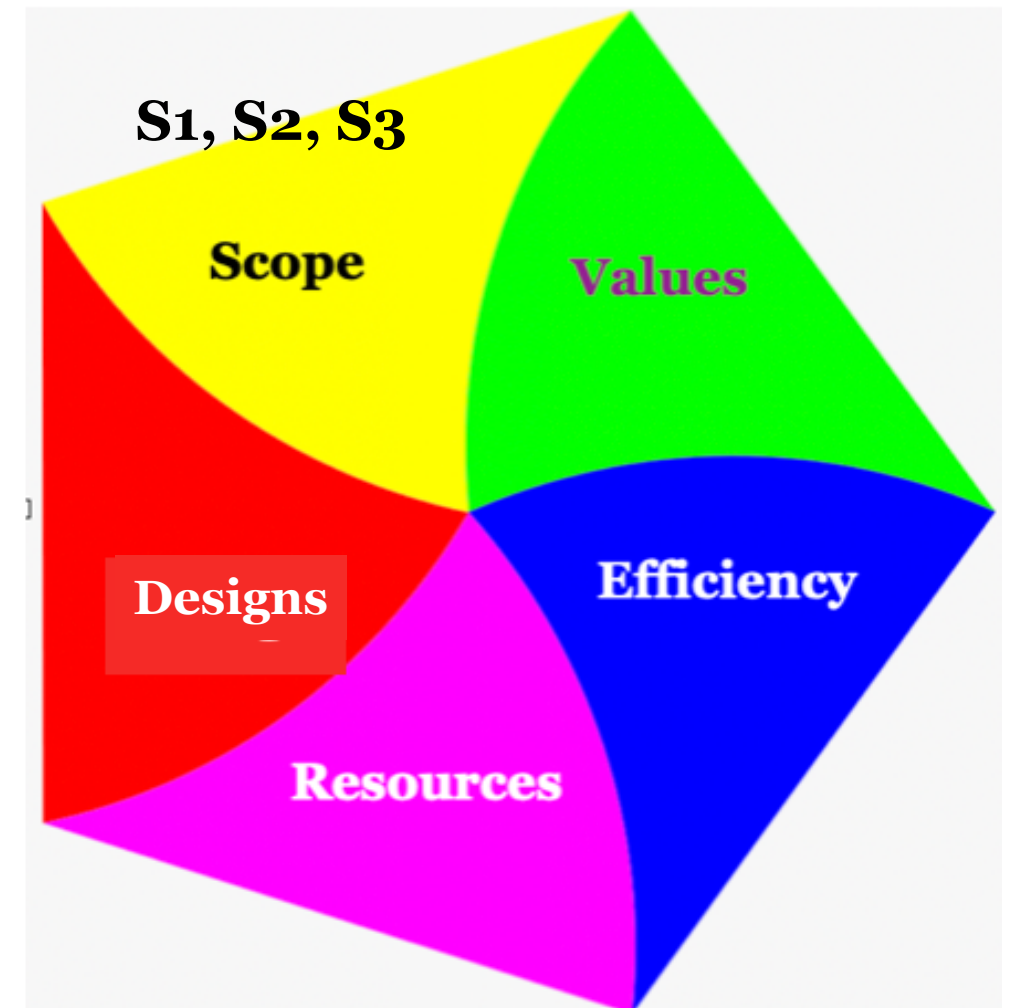 S1, S2, S3
Scope
Values
Efficiency
Designs
Resources